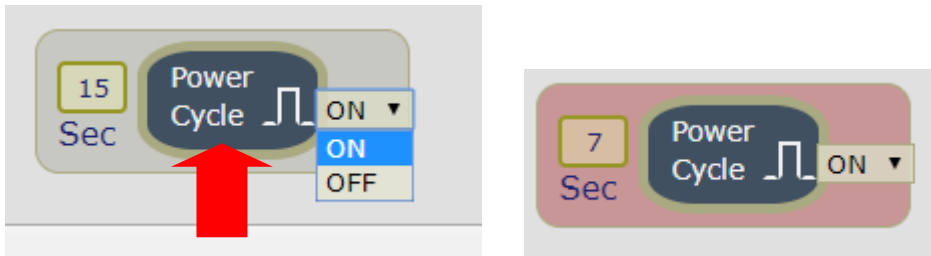 15
Sec
Power
Cycle
ON
ON
OFF
7
Sec
Power
Cycle
ON